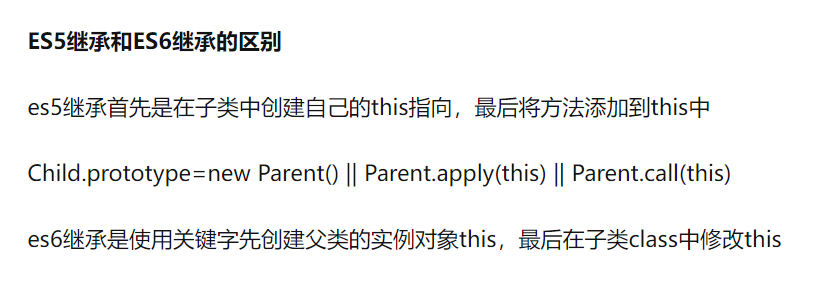 ES5继承和ES6继承的区别
es5继承首先是在子类中创建自己的this指向，最后将方法添加到this中
Child.prototype=new Parent() || Parent.apply(this) || Parent.call(this)
es6继承是使用关键字先创建父类的实例对象this，最后在子类class中修改this